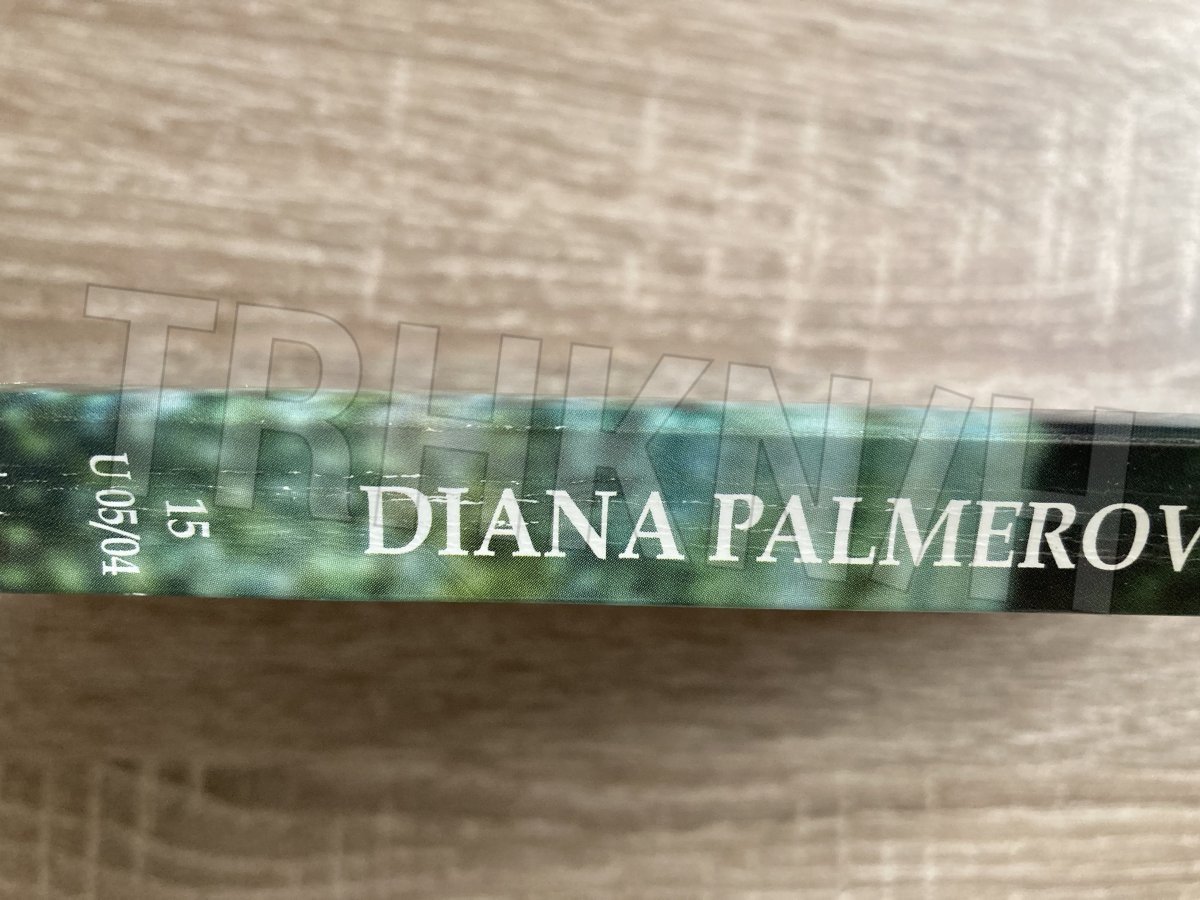 TRHKNIH
15
U 05/04
DIANA PALMEROV